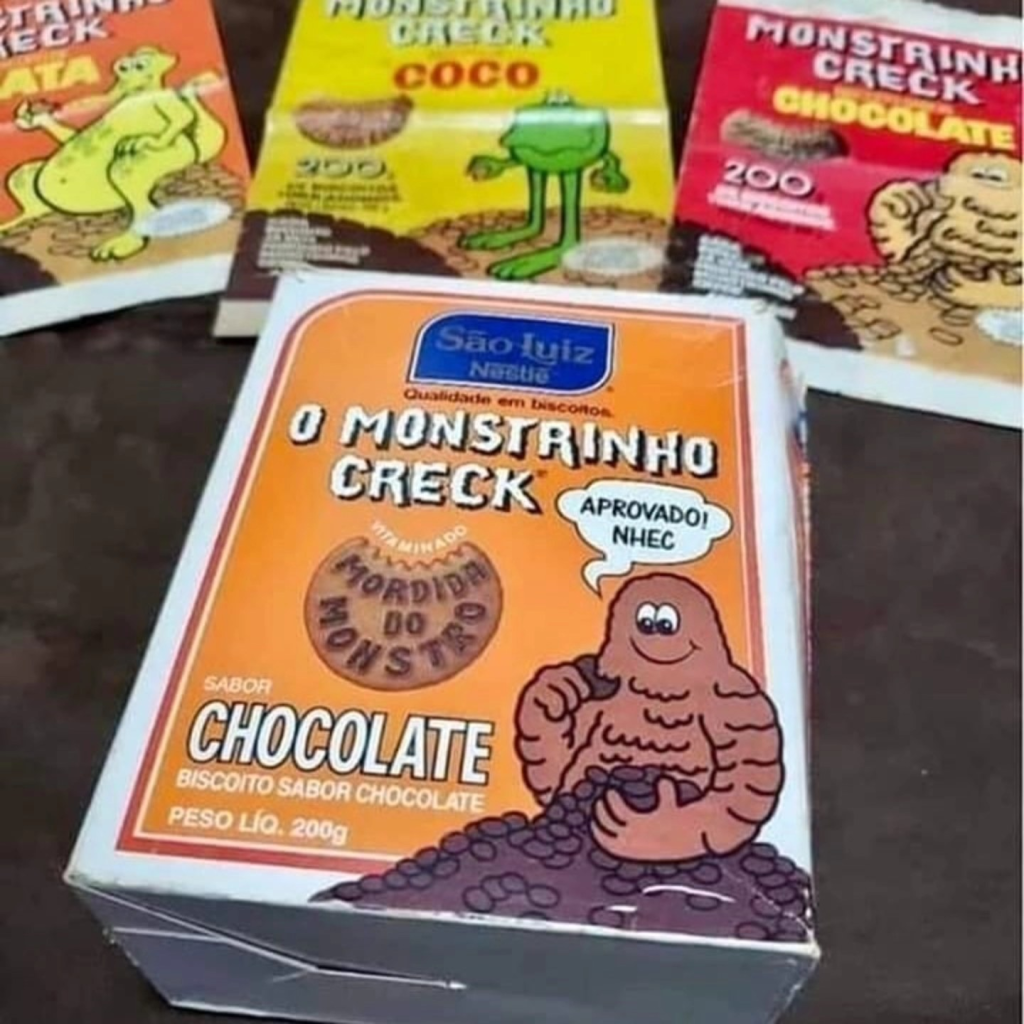 MONSTRINHO
CRECK
COCO
200
MONSTRINH
CRECK
CHOCOLATE
200
São Luiz
Nestlé
Qualidade em biscoitos.
O MONSTRINHO
CRECK
APROVADO!
NHEC
VITAMINADO
MORDIDA
DO
MONSTRO
SABOR
CHOCOLATE
BISCOITO SABOR CHOCOLATE
PESO LÍQ. 200g